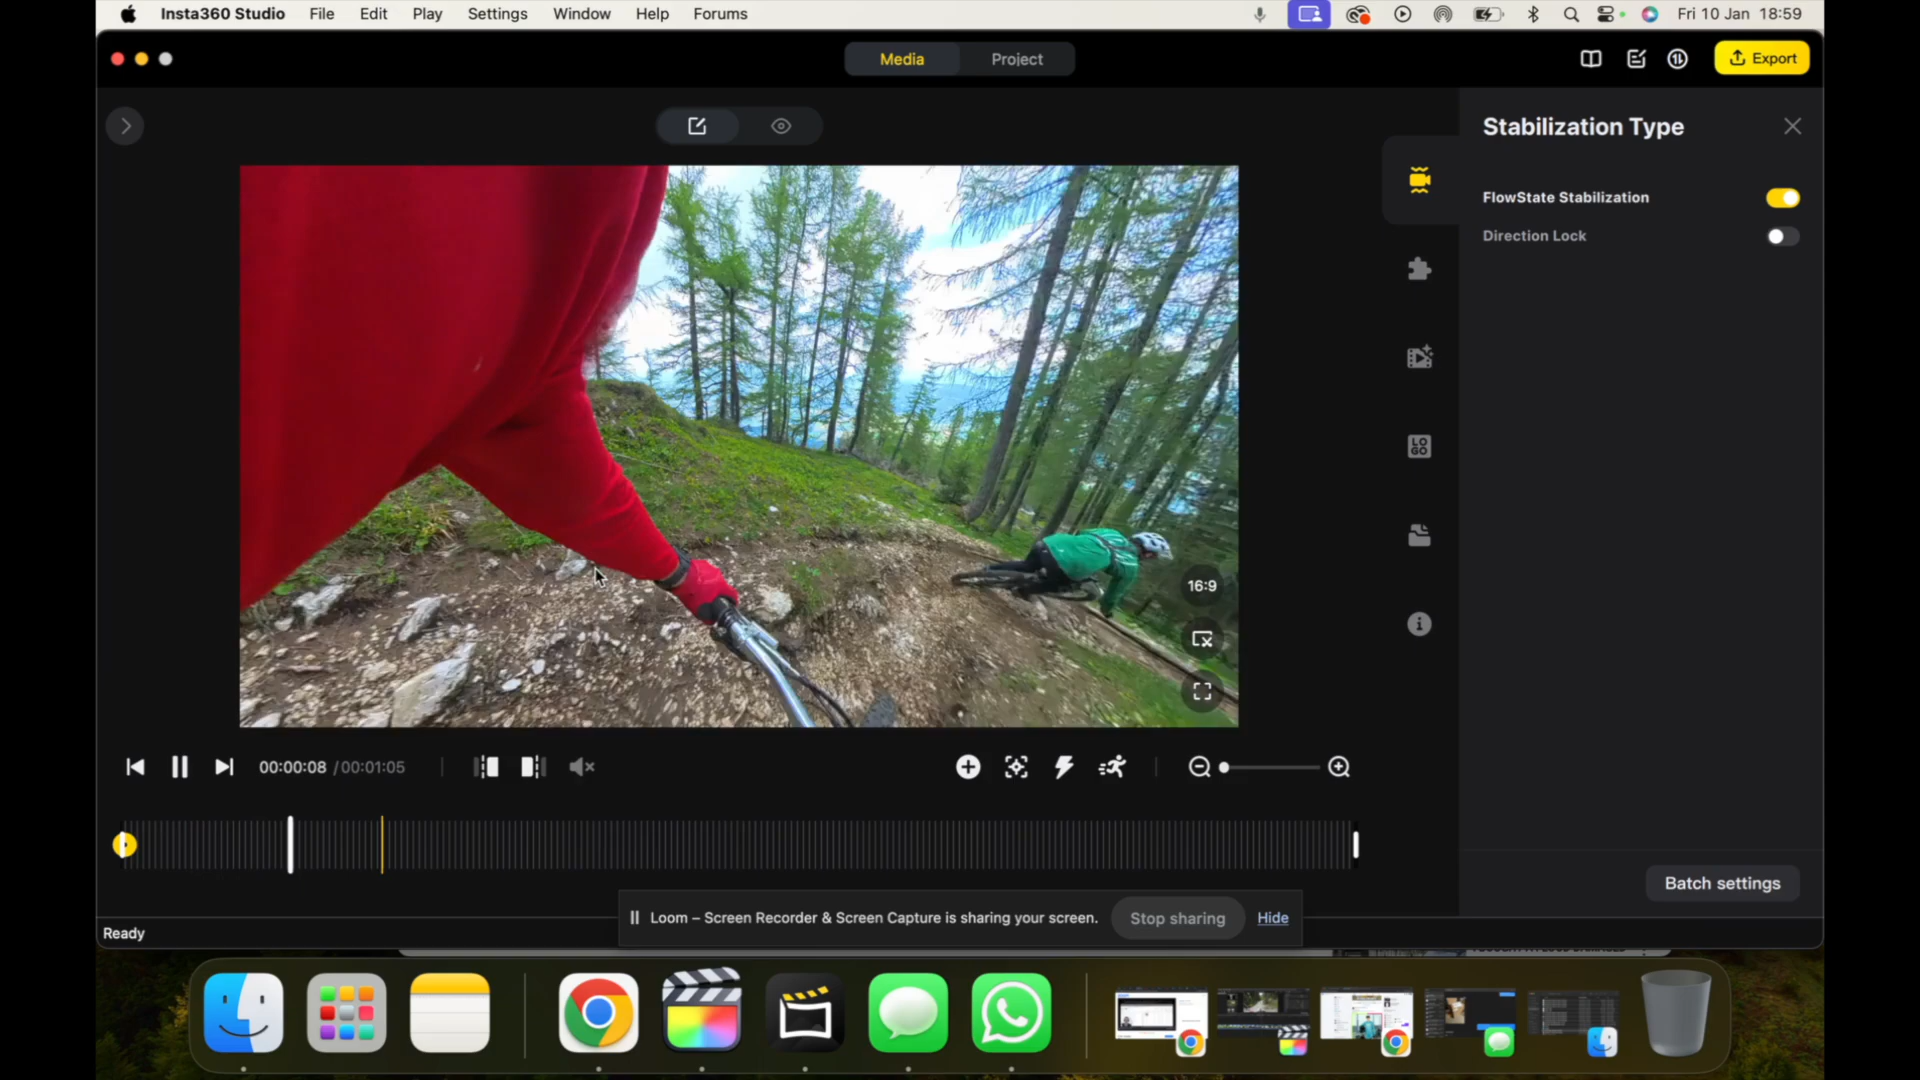 Insta360 Studio File Edit Play Settings Window Help Forums Fri 10 Jan 18:59
Media Project Export
Stabilization Type
FlowState Stabilization
Direction Lock
LO
GO
16:9
00:00:08 /00:01:05
Batch settings
Loom – Screen Recorder & Screen Capture is sharing your screen. Stop sharing Hide
Ready